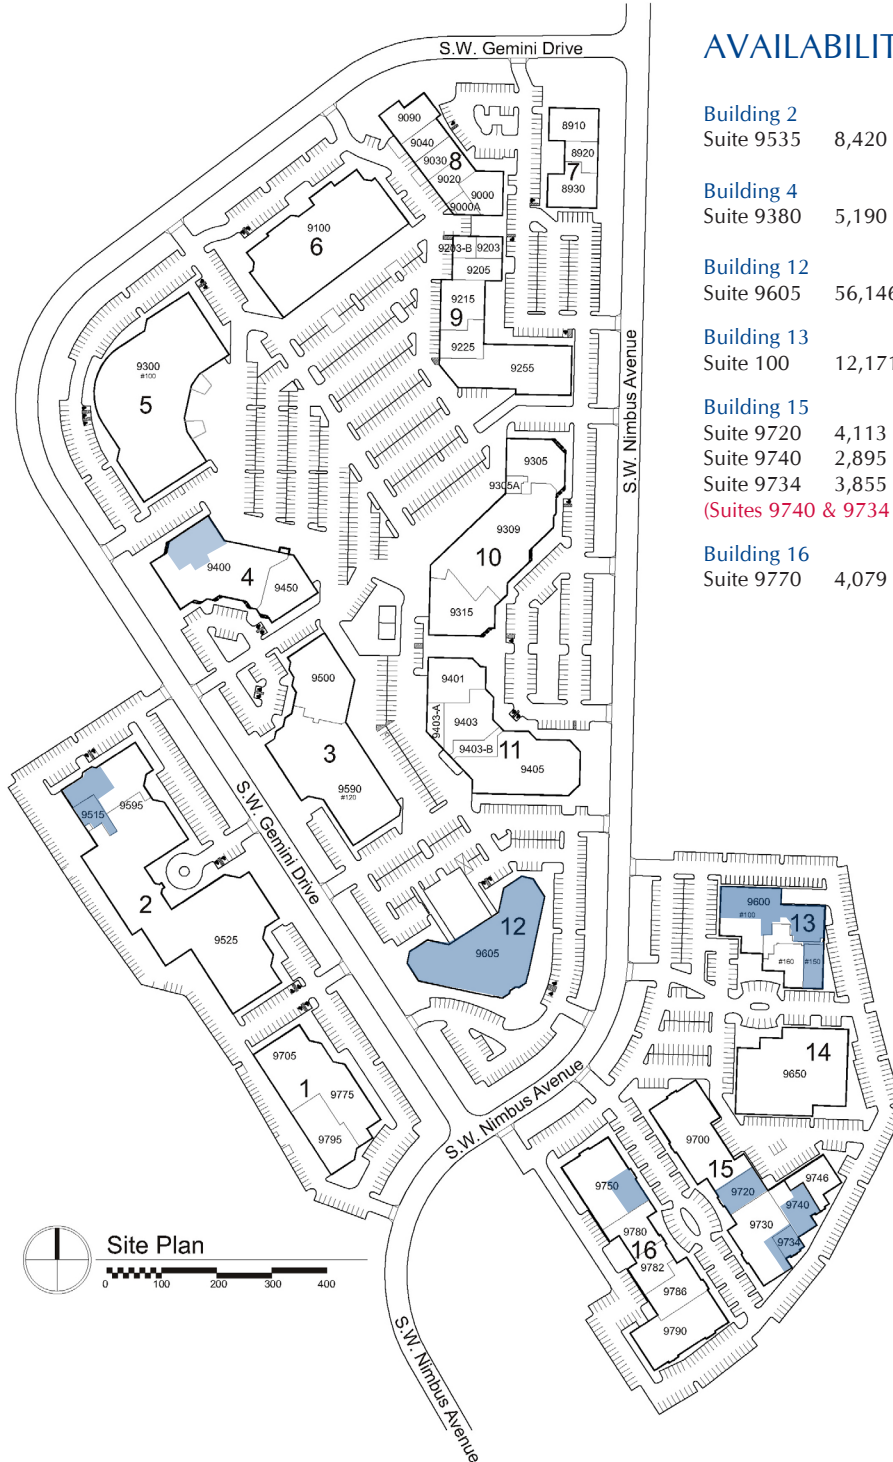 S.W. Gemini Drive
AVAILABILIT
Building 2
Suite 9535 8,420
Building 4
Suite 9380 5,190
Building 12
Suite 9605 56,146
Building 13
Suite 100 12,171
Building 15
Suite 9720 4,113
Suite 9740 2,895
Suite 9734 3,855
(Suites 9740 & 9734
Building 16
Suite 9770 4,079
9090
9040
9030
8
9020
9000
9000A
8910
8920
7
8930
9100
6
9203-B
9203
9205
9215
9
9225
9255
9300
#100
5
S.W. Nimbus Avenue
9305
9305A
9309
10
9315
9400
4
9450
9500
3
9590
#120
9401
9403-A
9403
9403-B
11
9405
9515
9595
2
9525
S.W. Gemini Drive
12
9605
9600
#100
13
#160
#150
14
9650
9705
1
9775
9795
S.W. Nimbus Avenue
9700
15
9720
9746
9740
9730
9734
9750
9780
16
9782
9786
9790
Site Plan
0 100 200 300 400
S.W. Nimbus Avenue